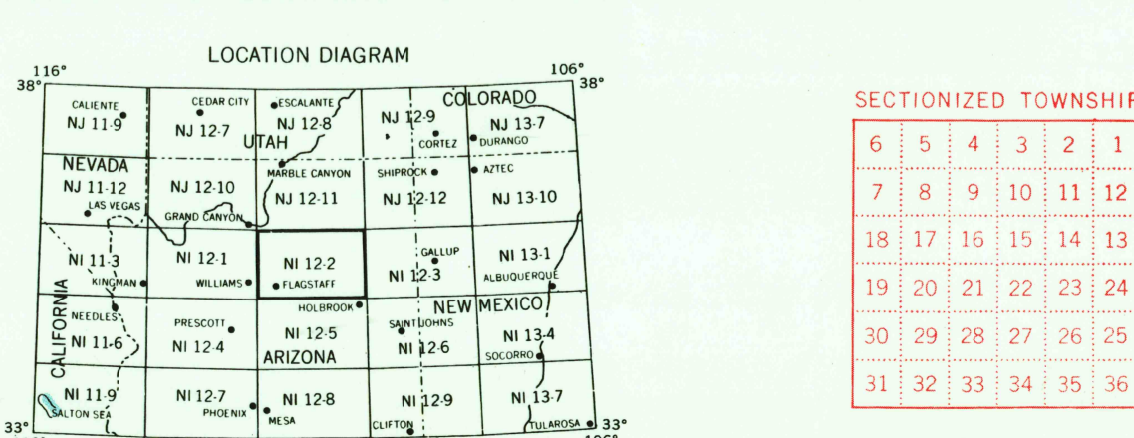 LOCATION DIAGRAM
116° 106°
38° 38°
CALIENTE CEDAR CITY ESCALANTE COLORADO
NJ 11-9 NJ 12-7 NJ 12-8 NJ 12-9 NJ 13-7
UTAH CORTEZ DURANGO
NEVADA MARBLE CANYON SHIPROCK AZTEC
NJ 11-12 NJ 12-10 NJ 12-11 NJ 12-12 NJ 13-10
LAS VEGAS GRAND CANYON
NI 11-3 NI 12-1 NI 12-2 GALLUP NI 13-1
KINGMAN WILLIAMS FLAGSTAFF NI 12-3 ALBUQUERQUE
CALIFORNIA NEEDLES HOLBROOK NEW MEXICO
PRESCOTT SAINT JOHNS
NI 11-6 NI 12-4 NI 12-5 NI 12-6 NI 13-4
ARIZONA SOCORRO
NI 11-9 NI 12-7 NI 12-8 NI 12-9 NI 13-7
SALTON SEA PHOENIX MESA CLIFTON TULAROSA
33° 33°
106°
SECTIONIZED TOWNSHIP
6 5 4 3 2 1
7 8 9 10 11 12
18 17 16 15 14 13
19 20 21 22 23 24
30 29 28 27 26 25
31 32 33 34 35 36